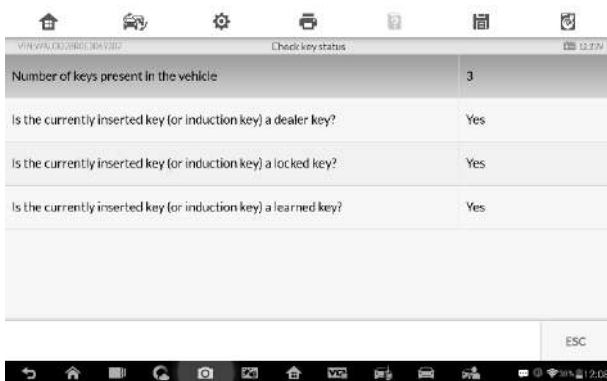 Check key status
Number of keys present in the vehicle 3
Is the currently inserted key (or induction key) a dealer key? Yes
Is the currently inserted key (or induction key) a locked key? Yes
Is the currently inserted key (or induction key) a learned key? Yes
ESC
12:08